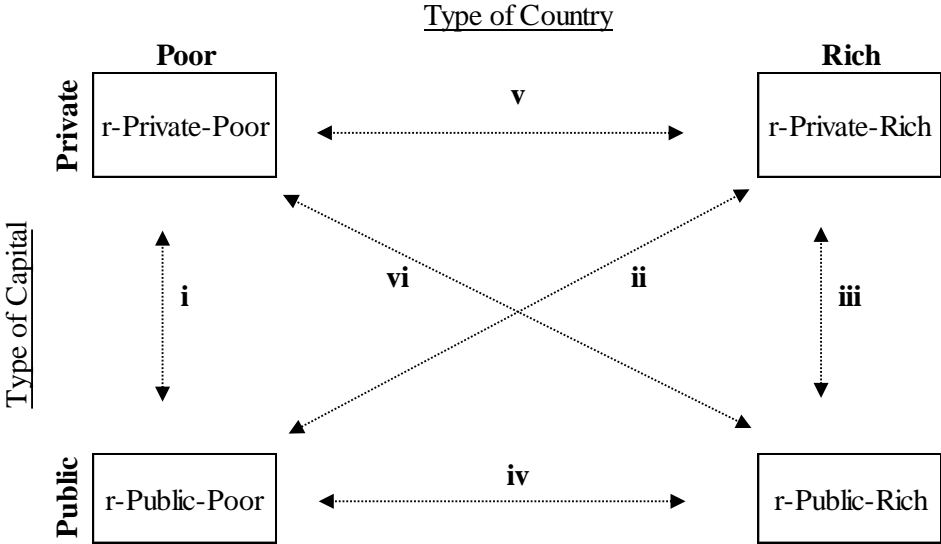 Type of Country
Poor
Rich
Private
r-Private-Poor
v
r-Private-Rich
Type of Capital
i
vi
ii
iii
Public
r-Public-Poor
iv
r-Public-Rich